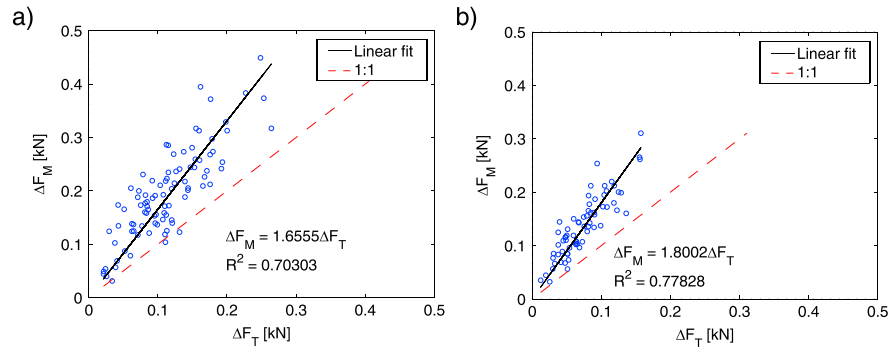 a)
0.5
0.4
0.3
0.2
0.1
0
ΔF_M [kN]
Linear fit
1:1
ΔF_M = 1.6555ΔF_T
R² = 0.70303
0 0.1 0.2 0.3 0.4 0.5
ΔF_T [kN]
b)
0.5
0.4
0.3
0.2
0.1
0
ΔF_M [kN]
Linear fit
1:1
ΔF_M = 1.8002ΔF_T
R² = 0.77828
0 0.1 0.2 0.3 0.4 0.5
ΔF_T [kN]